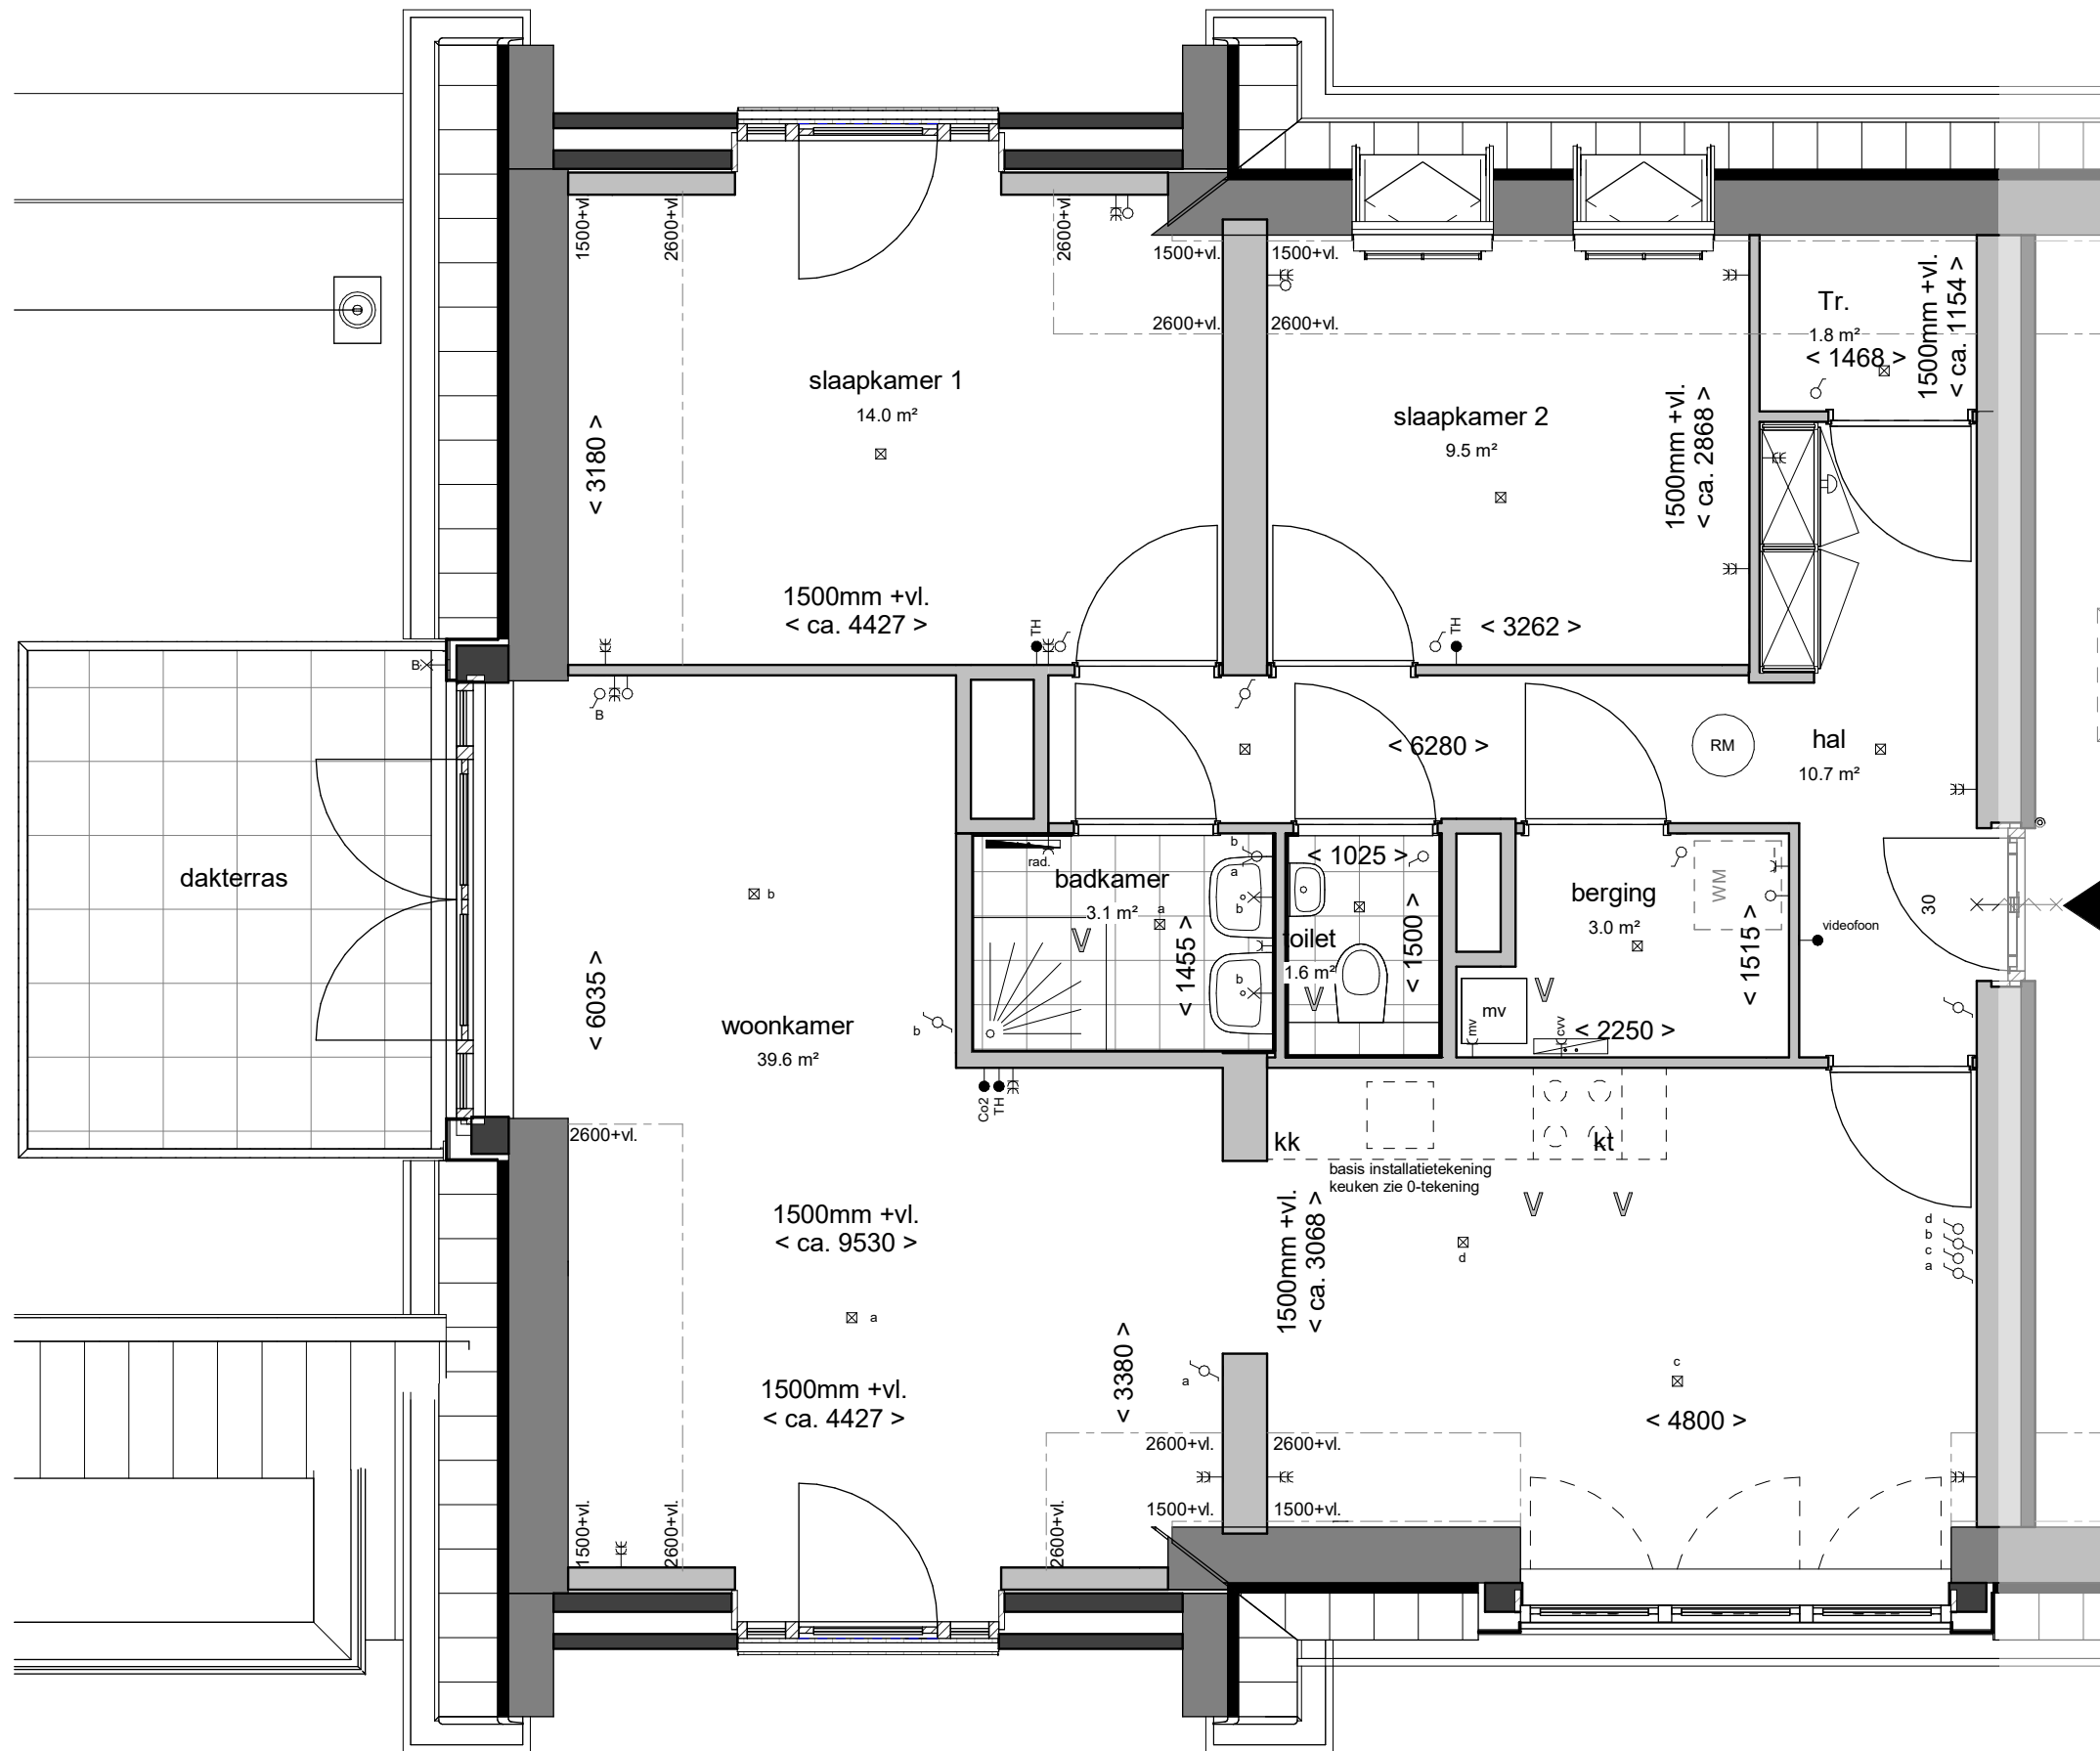 1500+vl.
2600+vl
2600+vl
1500+vl.
1500+vl.
2600+vl.
2600+vl.
slaapkamer 1
14.0 m²
< 3180 >
1500mm +vl.
< ca. 4427 >
TH
slaapkamer 2
9.5 m²
1500mm +vl.
< ca. 2868 >
TH
< 3262 >
Tr.
1.8 m²
< 1468 >
1500mm +vl.
< ca. 1154 >
B
B
dakterras
< 6280 >
RM
hal
10.7 m²
30
videofoon
rad.
badkamer
3.1 m²
a
V
< 1455 >
b
a
b
b
< 1025 >
toilet
1.6 m²
V
< 1500 >
berging
3.0 m²
WM
< 1515 >
mv
mv
V
cvv
< 2250 >
b
< 6035 >
woonkamer
39.6 m²
b
Co2
TH
2600+vl.
kk
kt
basis installatietekening
keuken zie 0-tekening
V
V
1500mm +vl.
< ca. 9530 >
1500mm +vl.
< ca. 3068 >
d
d
b
c
a
a
1500mm +vl.
< ca. 4427 >
< 3380 >
a
c
< 4800 >
2600+vl.
2600+vl.
1500+vl.
1500+vl.
1500+vl.
2600+vl.
2600+vl.